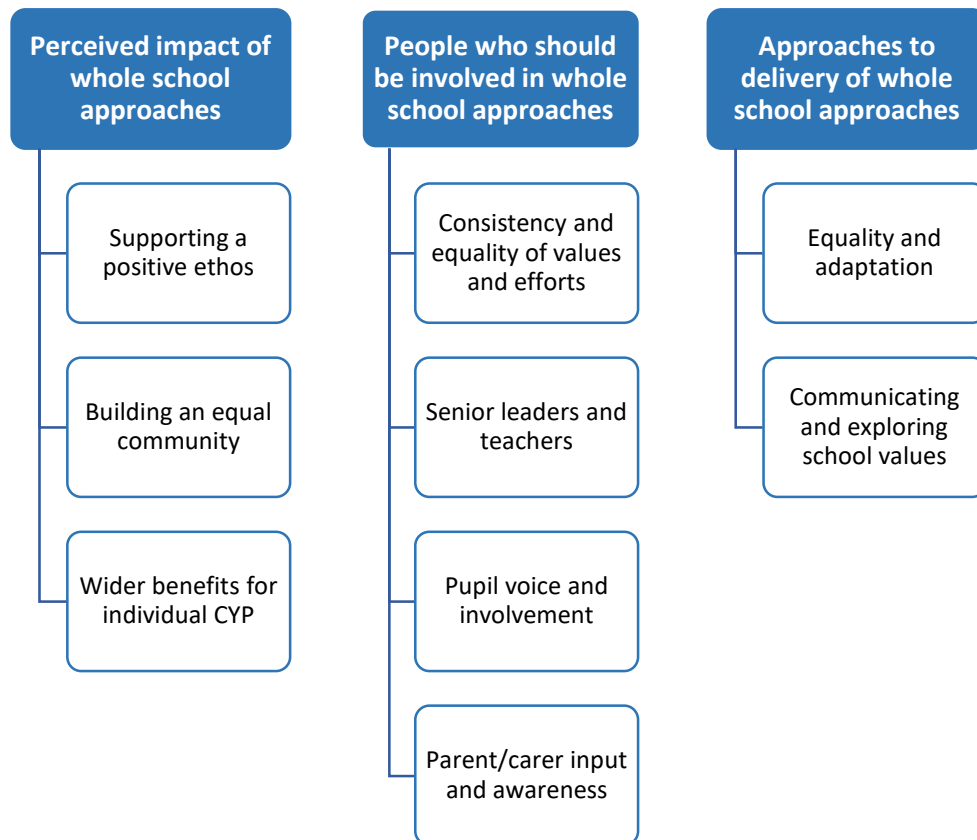 Perceived impact of
whole school
approaches
Supporting a
positive ethos
Building an equal
community
Wider benefits for
individual CYP
People who should
be involved in whole
school approaches
Consistency and
equality of values
and efforts
Senior leaders and
teachers
Pupil voice and
involvement
Parent/carer input
and awareness
Approaches to
delivery of whole
school approaches
Equality and
adaptation
Communicating
and exploring
school values